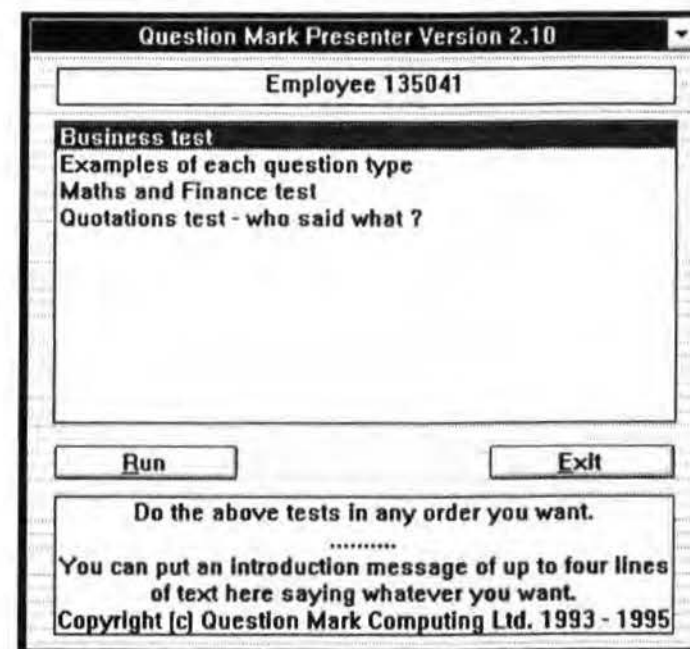 Question Mark Presenter Version 2.10
Employee 135041
Business test
Examples of each question type
Maths and Finance test
Quotations test - who said what ?
Run
Exit
Do the above tests in any order you want.
..........
You can put an introduction message of up to four lines
of text here saying whatever you want.
Copyright (c) Question Mark Computing Ltd. 1993 - 1995